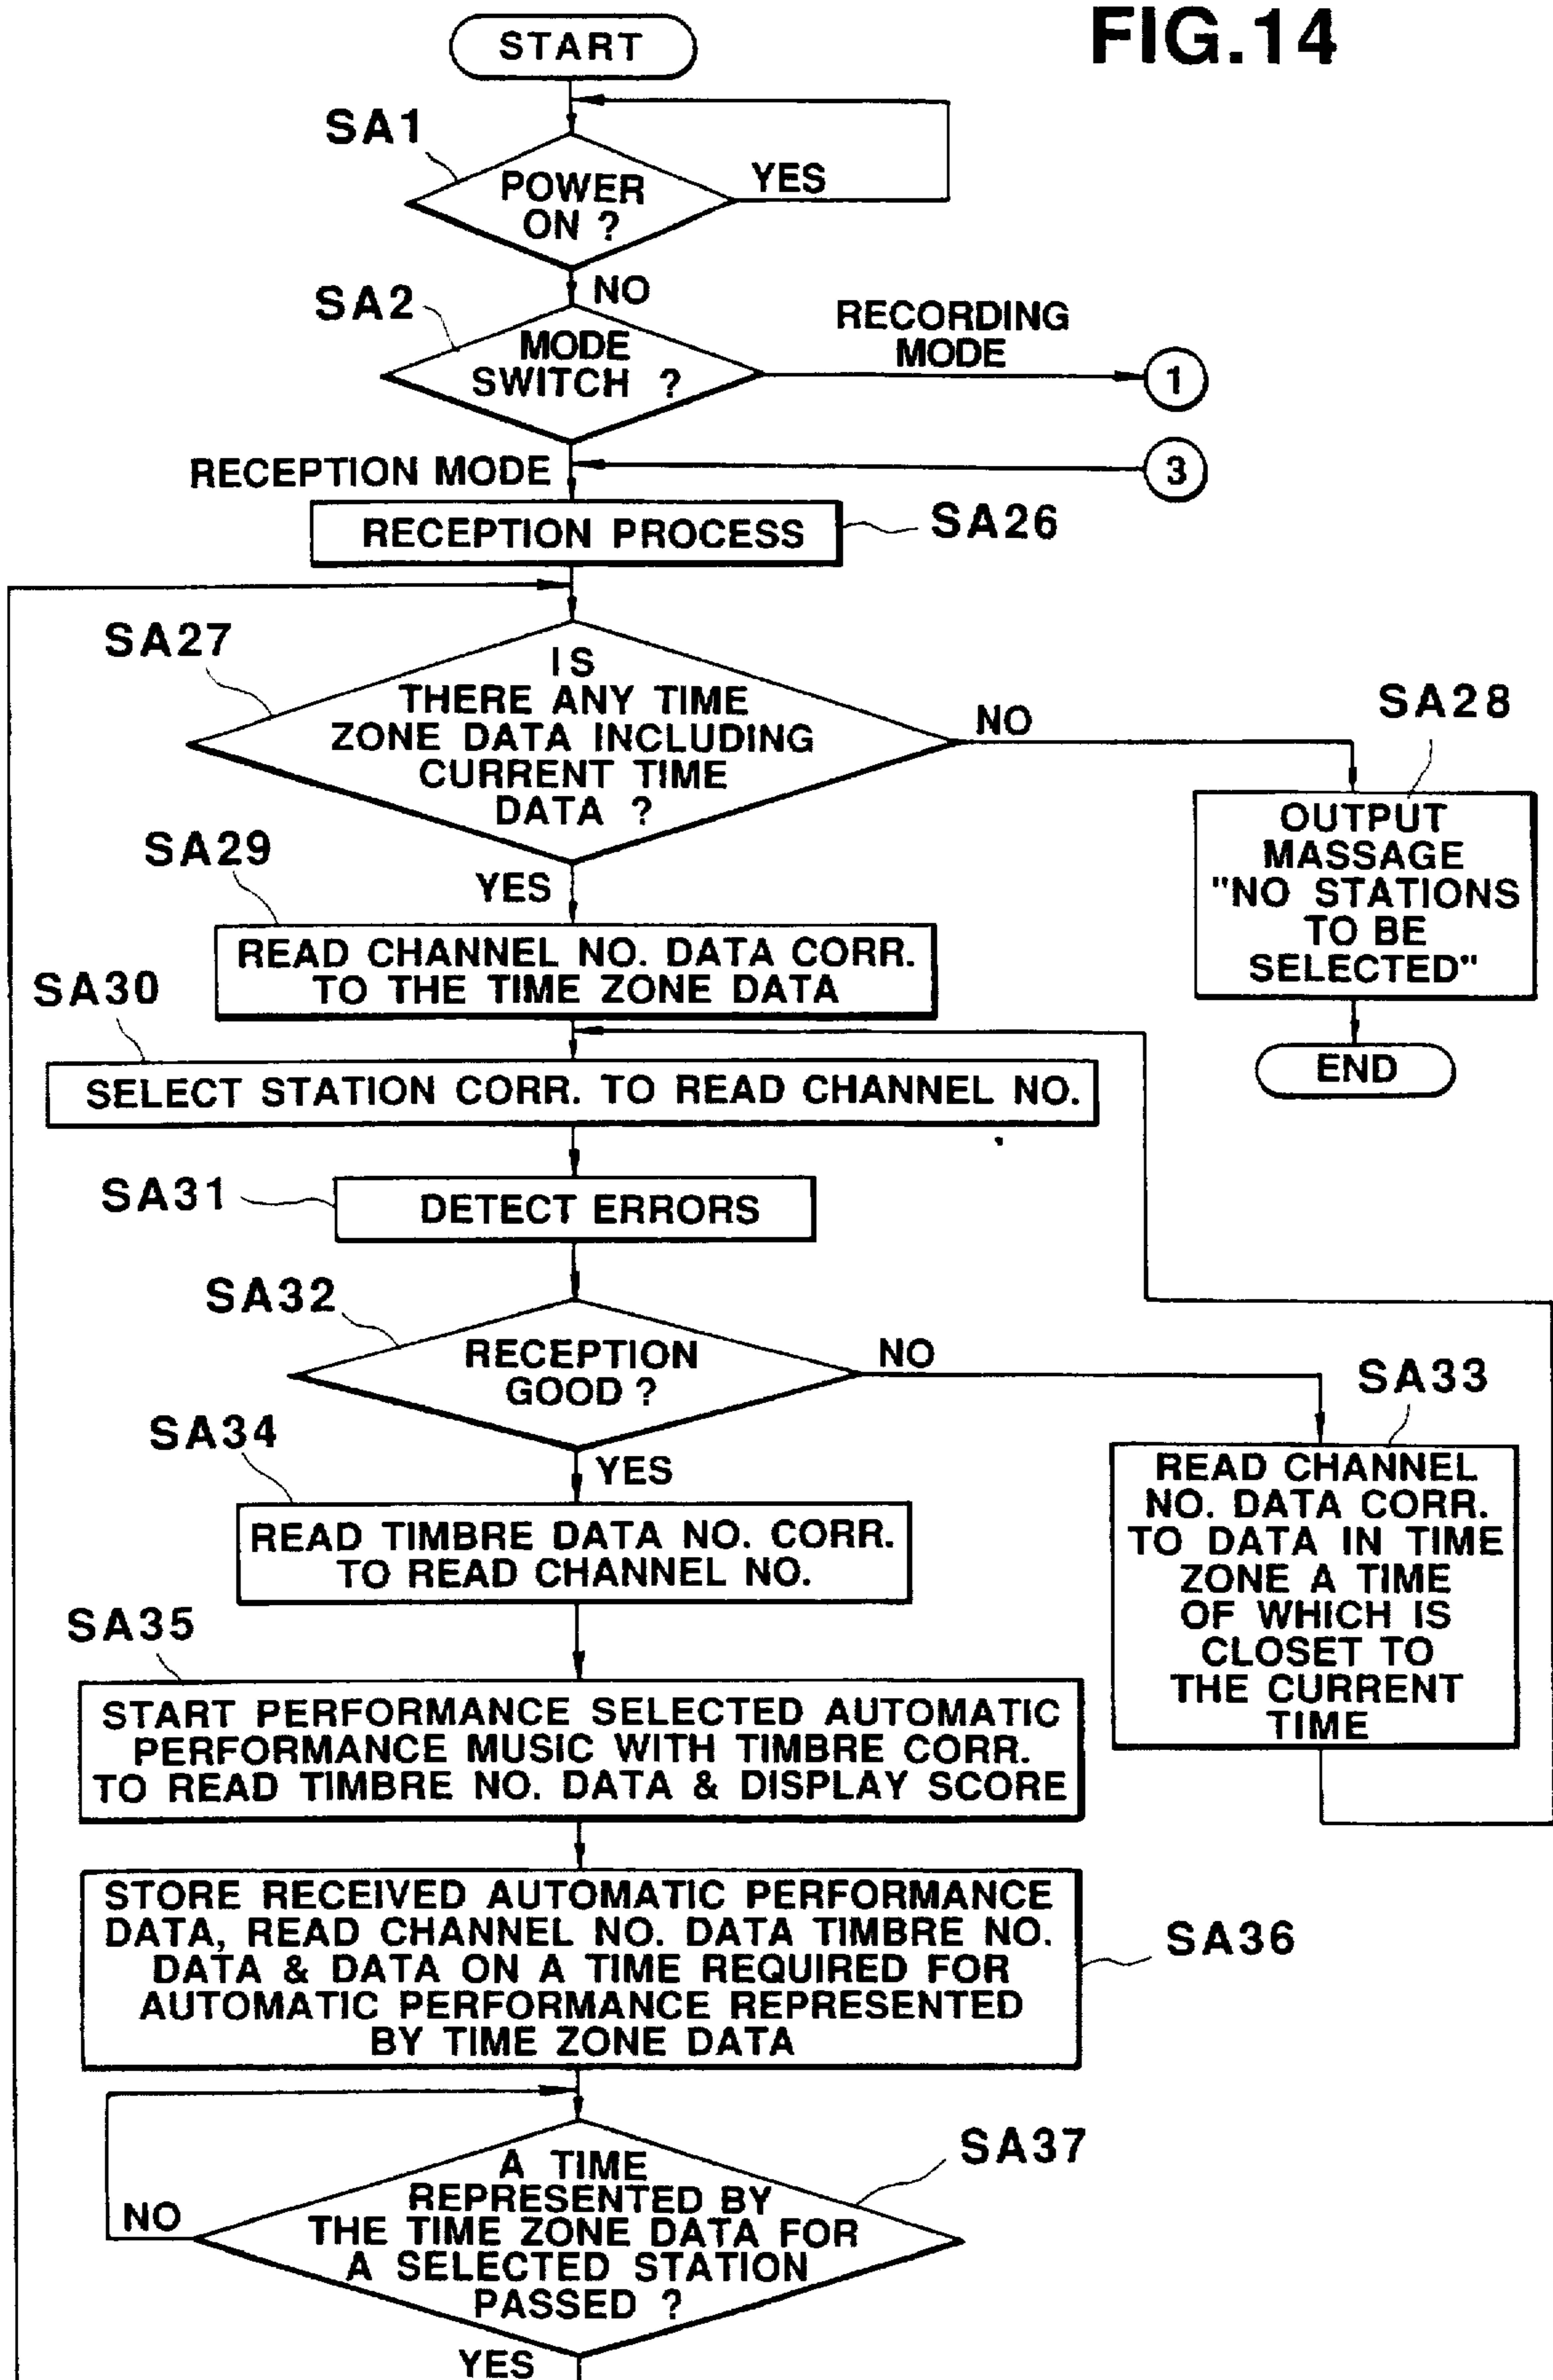 FIG.14
START
SA1
POWER
ON ?
YES
NO
SA2
MODE
SWITCH ?
RECORDING
MODE
1
RECEPTION MODE
3
RECEPTION PROCESS
SA26
SA27
IS
THERE ANY TIME
ZONE DATA INCLUDING
CURRENT TIME
DATA ?
NO
SA28
OUTPUT
MASSAGE
"NO STATIONS
TO BE
SELECTED"
END
SA29
YES
READ CHANNEL NO. DATA CORR.
TO THE TIME ZONE DATA
SA30
SELECT STATION CORR. TO READ CHANNEL NO.
SA31
DETECT ERRORS
SA32
RECEPTION
GOOD ?
NO
SA33
READ CHANNEL
NO. DATA CORR.
TO DATA IN TIME
ZONE A TIME
OF WHICH IS
CLOSET TO
THE CURRENT
TIME
SA34
YES
READ TIMBRE DATA NO. CORR.
TO READ CHANNEL NO.
SA35
START PERFORMANCE SELECTED AUTOMATIC
PERFORMANCE MUSIC WITH TIMBRE CORR.
TO READ TIMBRE NO. DATA & DISPLAY SCORE
STORE RECEIVED AUTOMATIC PERFORMANCE
DATA, READ CHANNEL NO. DATA TIMBRE NO.
DATA & DATA ON A TIME REQUIRED FOR
AUTOMATIC PERFORMANCE REPRESENTED
BY TIME ZONE DATA
SA36
SA37
A TIME
REPRESENTED BY
THE TIME ZONE DATA FOR
A SELECTED STATION
PASSED ?
NO
YES